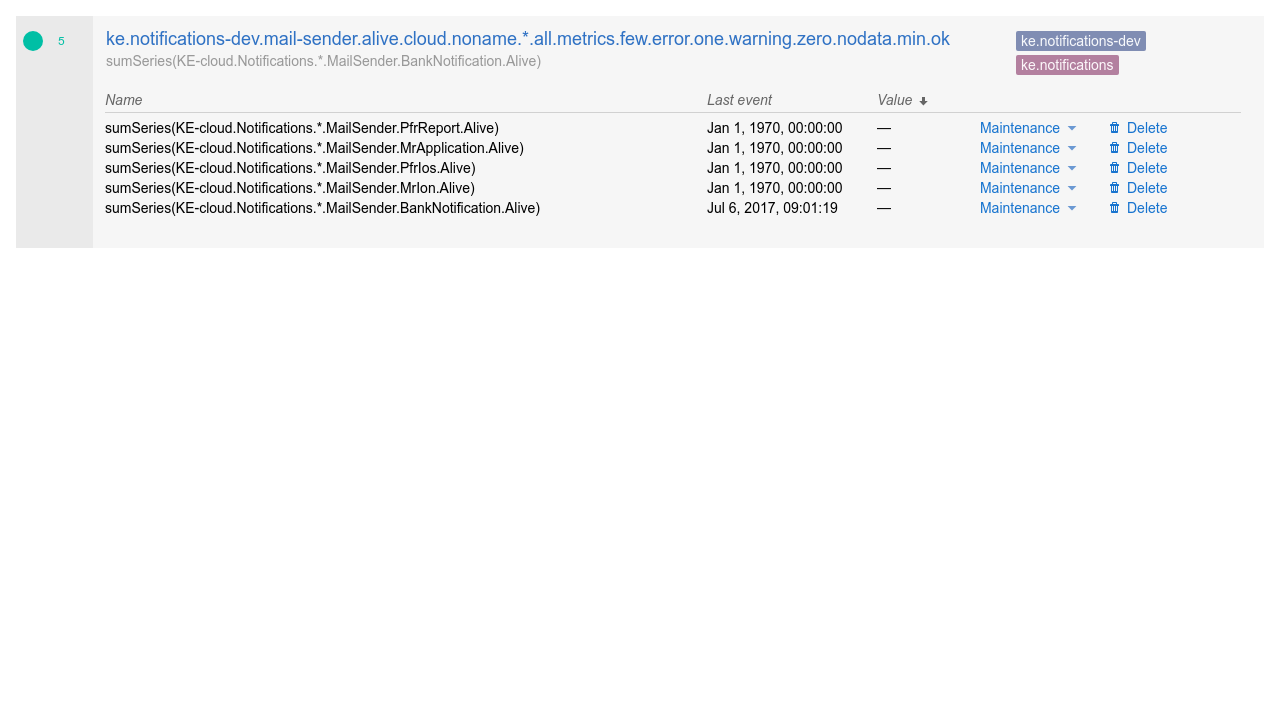 5
ke.notifications-dev.mail-sender.alive.cloud.noname.*.all.metrics.few.error.one.warning.zero.nodata.min.ok
ke.notifications-dev
sumSeries(KE-cloud.Notifications.*.MailSender.BankNotification.Alive)
ke.notifications
Name Last event Value
sumSeries(KE-cloud.Notifications.*.MailSender.PfrReport.Alive) Jan 1, 1970, 00:00:00 — Maintenance Delete
sumSeries(KE-cloud.Notifications.*.MailSender.MrApplication.Alive) Jan 1, 1970, 00:00:00 — Maintenance Delete
sumSeries(KE-cloud.Notifications.*.MailSender.PfrIos.Alive) Jan 1, 1970, 00:00:00 — Maintenance Delete
sumSeries(KE-cloud.Notifications.*.MailSender.MrIon.Alive) Jan 1, 1970, 00:00:00 — Maintenance Delete
sumSeries(KE-cloud.Notifications.*.MailSender.BankNotification.Alive) Jul 6, 2017, 09:01:19 — Maintenance Delete